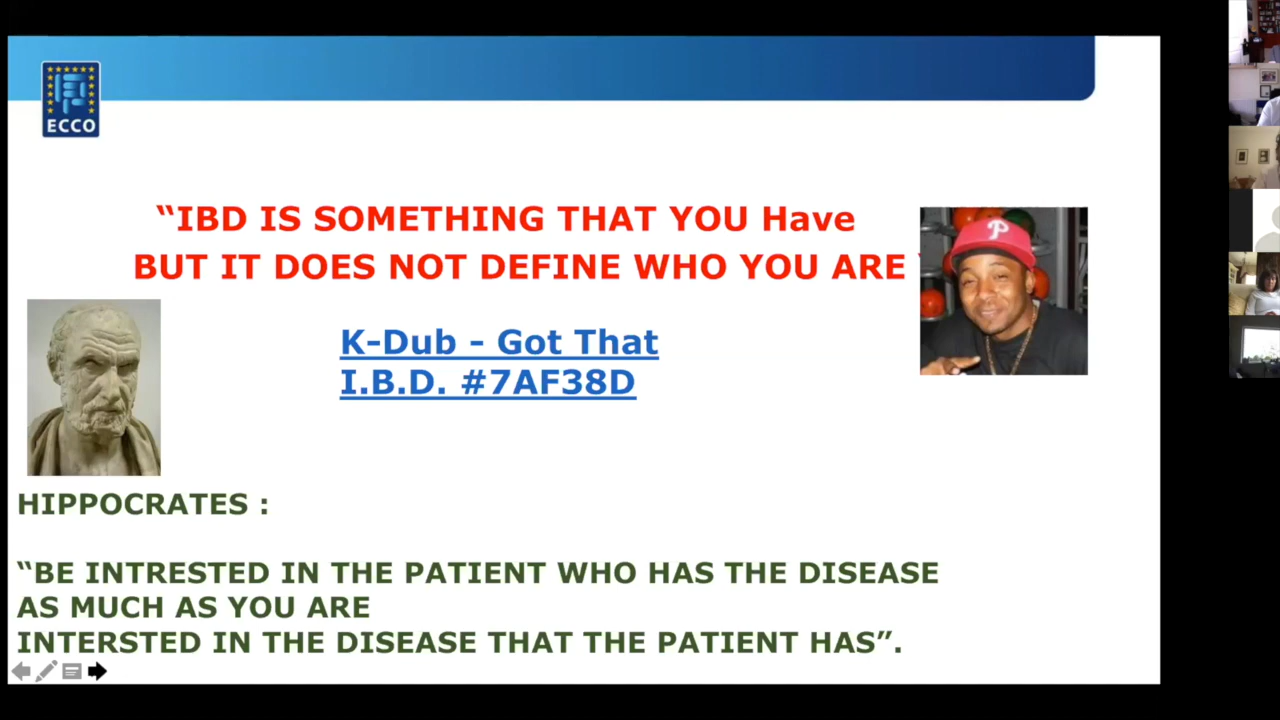 ECCO
“IBD IS SOMETHING THAT YOU Have
BUT IT DOES NOT DEFINE WHO YOU ARE
P
K-Dub - Got That
I.B.D. #7AF38D
HIPPOCRATES :
“BE INTRESTED IN THE PATIENT WHO HAS THE DISEASE
AS MUCH AS YOU ARE
INTERSTED IN THE DISEASE THAT THE PATIENT HAS”.